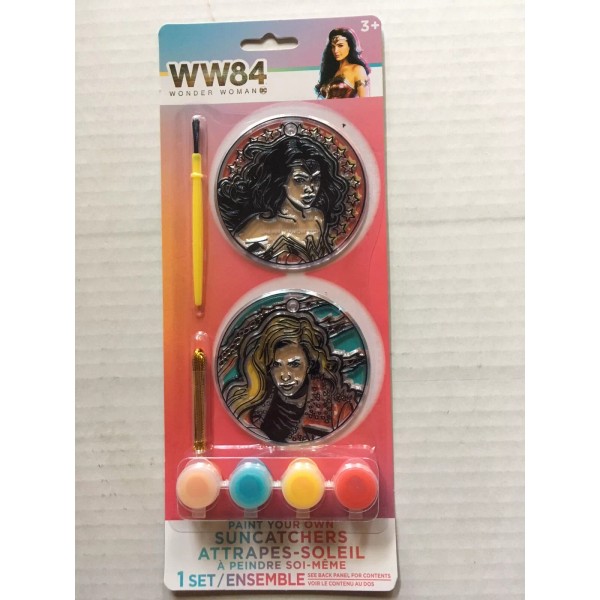 3+
WW84
WONDER WOMAN DC
PAINT YOUR OWN
SUNCATCHERS
ATTRAPES-SOLEIL
À PEINDRE SOI-MÊME
1 SET/ENSEMBLE
SEE BACK PANEL FOR CONTENTS
VOIR LE CONTENU AU DOS